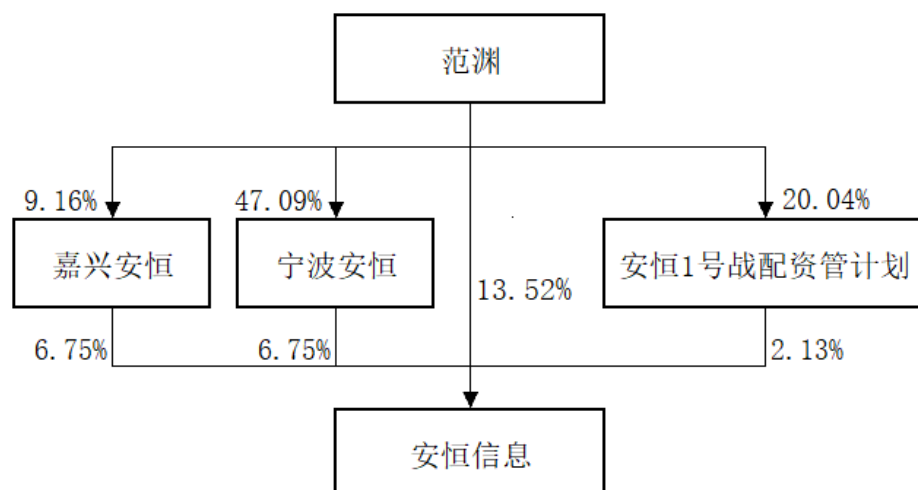 范渊
9.16%
47.09%
20.04%
嘉兴安恒
宁波安恒
安恒1号战配资管计划
13.52%
6.75%
6.75%
2.13%
安恒信息